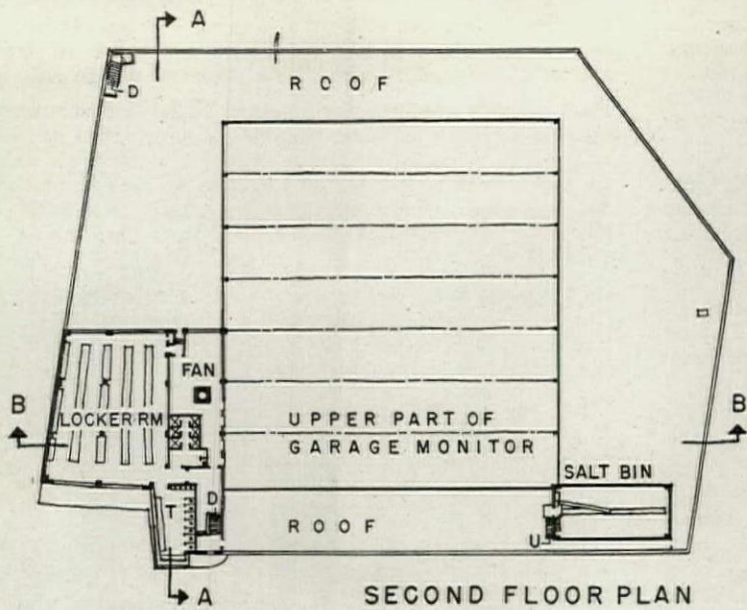 A
D
ROOF
FAN
B
LOCKER RM
UPPER PART OF
GARAGE MONITOR
B
SALT BIN
T
D
ROOF
U
A
SECOND FLOOR PLAN